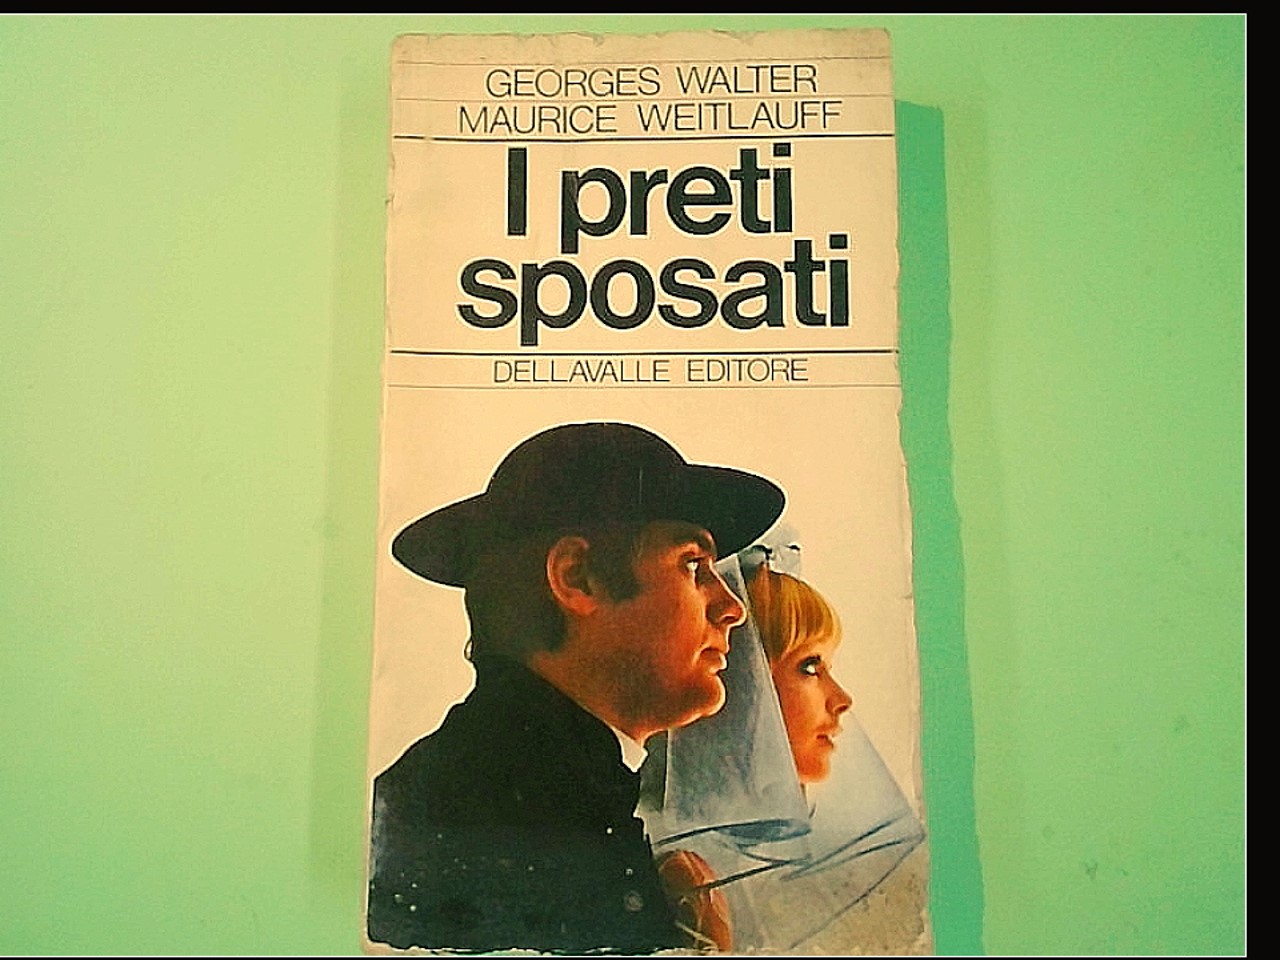 GEORGES WALTER
MAURICE WEITLAUFF
I preti
sposati
DELLAVALLE EDITORE